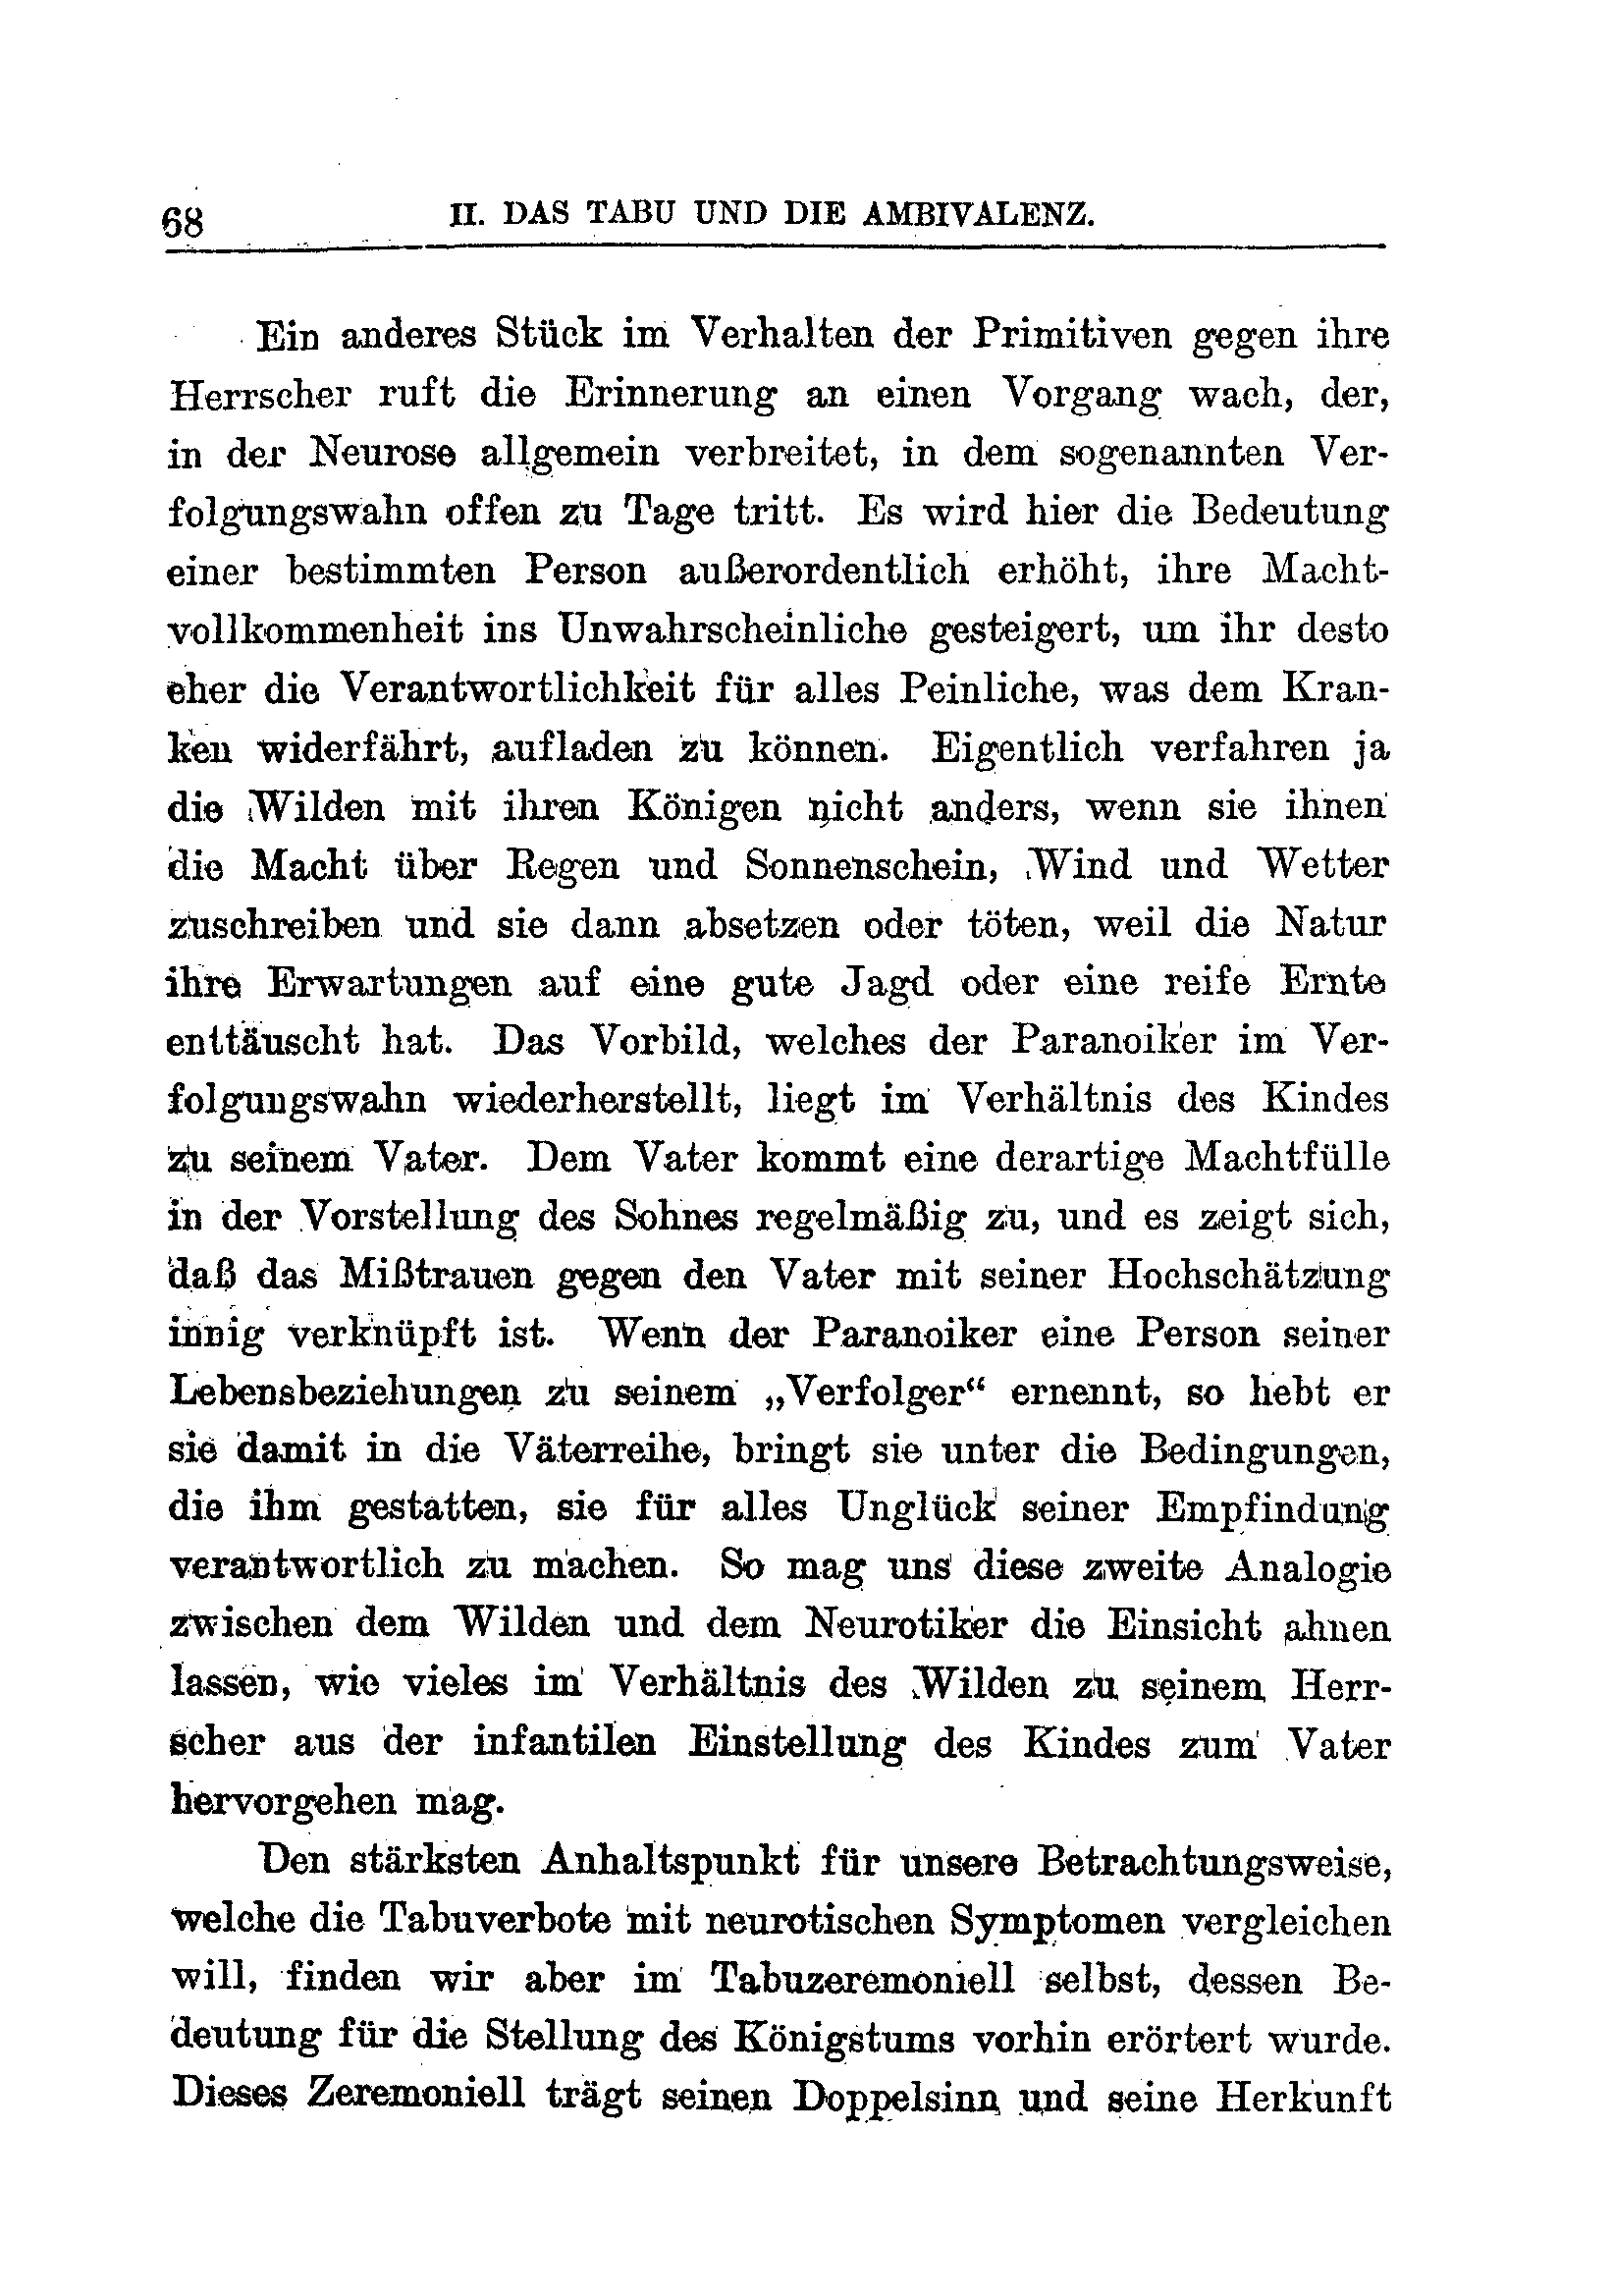 68
II. DAS TABU UND DIE AMBIVALENZ.
Ein anderes Stück im Verhalten der Primitiven gegen ihre
Herrscher ruft die Erinnerung an einen Vorgang wach, der,
in der Neurose allgemein verbreitet, in dem sogenannten Ver-
folgungswahn offen zu Tage tritt. Es wird hier die Bedeutung
einer bestimmten Person außerordentlich erhöht, ihre Macht-
vollkommenheit ins Unwahrscheinliche gesteigert, um ihr desto
eher die Verantwortlichkeit für alles Peinliche, was dem Kran-
ken widerfährt, aufladen zu können. Eigentlich verfahren ja
die Wilden mit ihren Königen nicht anders, wenn sie ihnen
die Macht über Regen und Sonnenschein, Wind und Wetter
zuschreiben und sie dann absetzen oder töten, weil die Natur
ihre Erwartungen auf eine gute Jagd oder eine reife Ernte
enttäuscht hat. Das Vorbild, welches der Paranoiker im Ver-
folgungswahn wiederherstellt, liegt im Verhältnis des Kindes
zu seinem Vater. Dem Vater kommt eine derartige Machtfülle
in der Vorstellung des Sohnes regelmäßig zu, und es zeigt sich,
daß das Mißtrauen gegen den Vater mit seiner Hochschätzung
innig verknüpft ist. Wenn der Paranoiker eine Person seiner
Lebensbeziehungen zu seinem „Verfolger“ ernennt, so hebt er
sie damit in die Väterreihe, bringt sie unter die Bedingungen,
die ihm gestatten, sie für alles Unglück seiner Empfindung
verantwortlich zu machen. So mag uns diese zweite Analogie
zwischen dem Wilden und dem Neurotiker die Einsicht ahnen
lassen, wie vieles im Verhältnis des Wilden zu seinem Herr-
scher aus der infantilen Einstellung des Kindes zum Vater
hervorgehen mag.
Den stärksten Anhaltspunkt für unsere Betrachtungsweise,
welche die Tabuverbote mit neurotischen Symptomen vergleichen
will, finden wir aber im Tabuzeremoniell selbst, dessen Be-
deutung für die Stellung des Königstums vorhin erörtert wurde.
Dieses Zeremoniell trägt seinen Doppelsinn und seine Herkunft